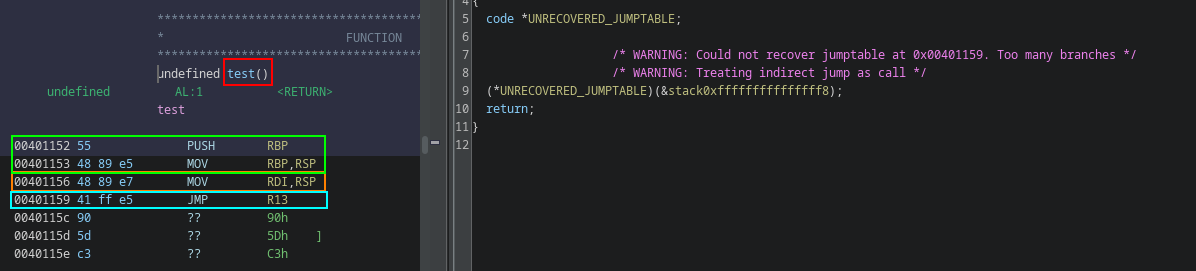 ************************************
* FUNCTION
************************************
undefined test()
undefined AL:1 <RETURN>
test
00401152 55 PUSH RBP
00401153 48 89 e5 MOV RBP,RSP
00401156 48 89 e7 MOV RDI,RSP
00401159 41 ff e5 JMP R13
0040115c 90 ?? 90h
0040115d 5d ?? 5Dh ]
0040115e c3 ?? C3h
4 {
5 code *UNRECOVERED_JUMPTABLE;
6
7 /* WARNING: Could not recover jumptable at 0x00401159. Too many branches */
8 /* WARNING: Treating indirect jump as call */
9 (*UNRECOVERED_JUMPTABLE)(&stack0xfffffffffffffff8);
10 return;
11 }
12